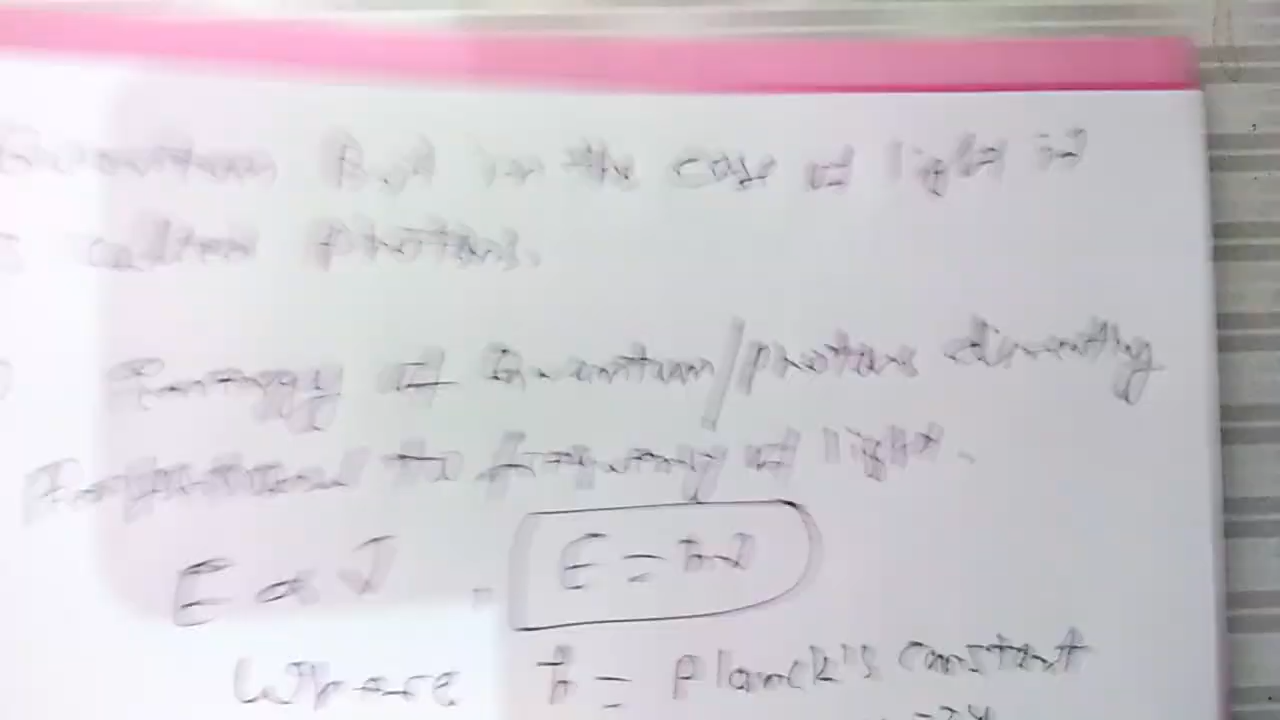 Quantum But in the case of light it
s called photons.
Energy of Quantum/photons directly
Proportional to frequency of light.
E ∝ ν . E = hν
Where h = Planck's constant